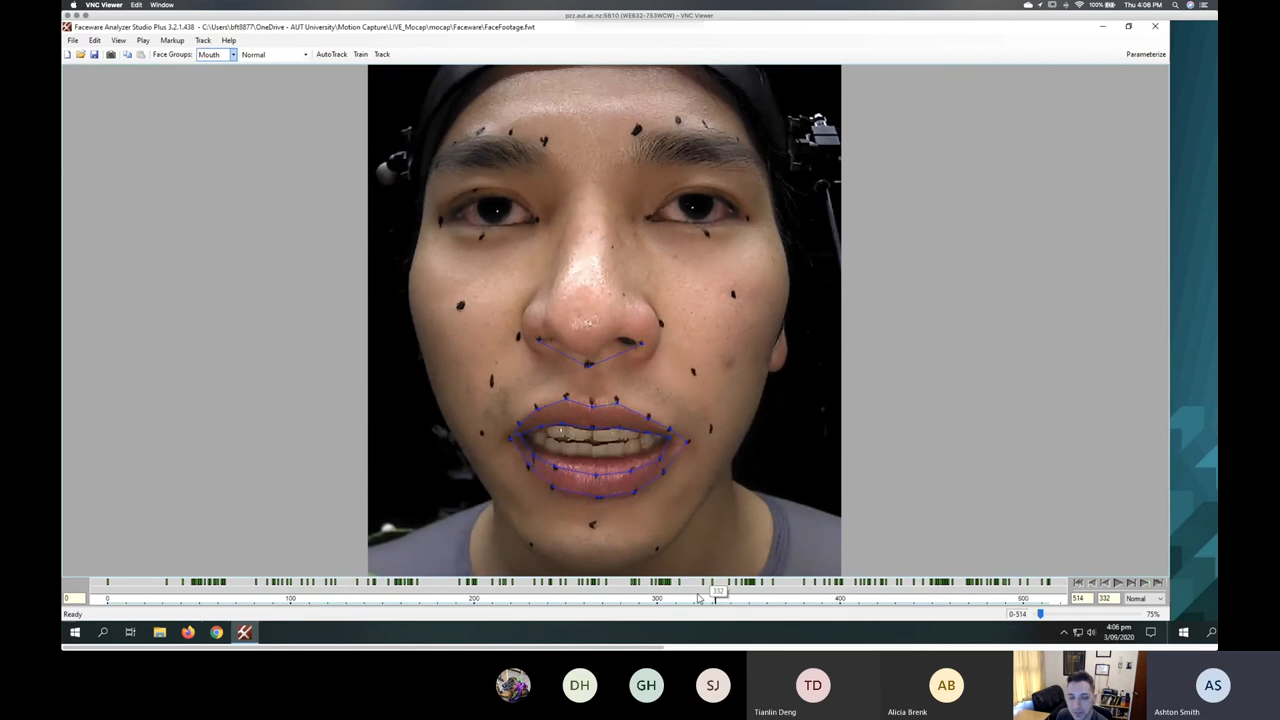 VNC Viewer Edit Window
100% Thu 4:06 PM
pzz.aut.ac.nz:5610 (WE632-753WCW) - VNC Viewer
Faceware Analyzer Studio Plus 3.2.1.438 - C:\Users\bft8877\OneDrive - AUT University\Motion Capture\LIVE_Mocap\mocap\Faceware\FaceFootage.fwt
File Edit View Play Markup Track Help
Face Groups: Mouth Normal AutoTrack Train Track Parameterize
332
0 0 100 200 300 400 500 514 332 Normal
Ready 0-514 75%
4:06 pm
3/09/2020
DH GH SJ TD AB AS
Tianlin Deng Alicia Brenk Ashton Smith